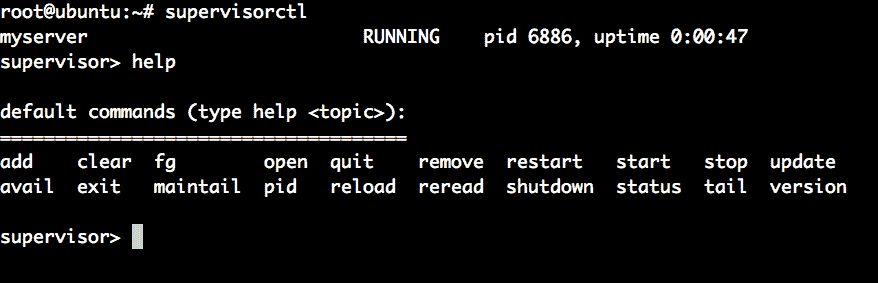 root@ubuntu:~# supervisorctl
myserver                         RUNNING    pid 6886, uptime 0:00:47
supervisor> help
default commands (type help <topic>):
=====================================
add    clear  fg        open  quit    remove  restart   start   stop  update
avail  exit   maintail  pid   reload  reread  shutdown  status  tail  version
supervisor>